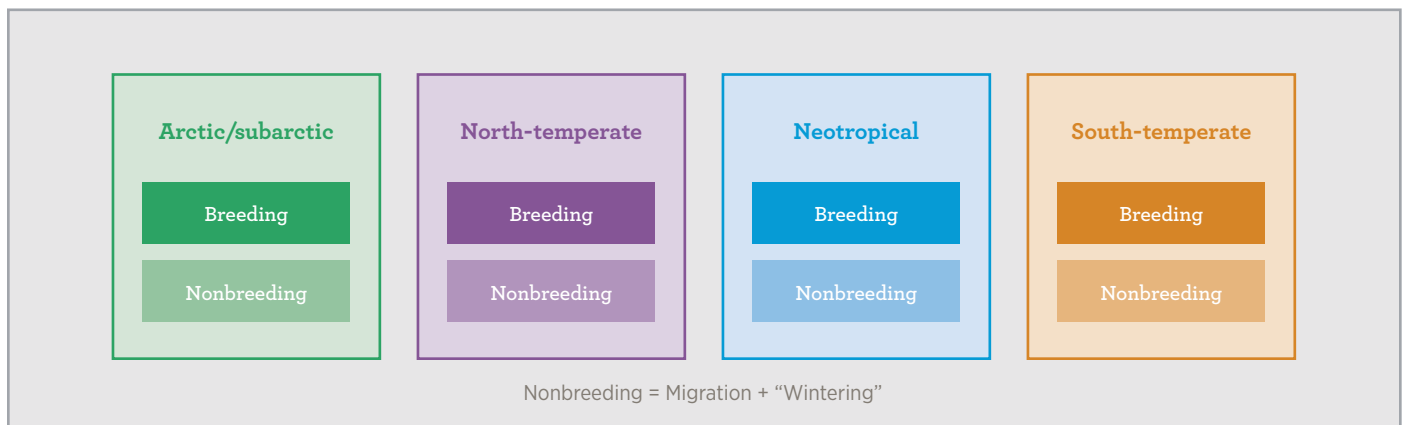 Arctic/subarctic
Breeding
Nonbreeding
North-temperate
Breeding
Nonbreeding
Neotropical
Breeding
Nonbreeding
South-temperate
Breeding
Nonbreeding
Nonbreeding = Migration + “Wintering”